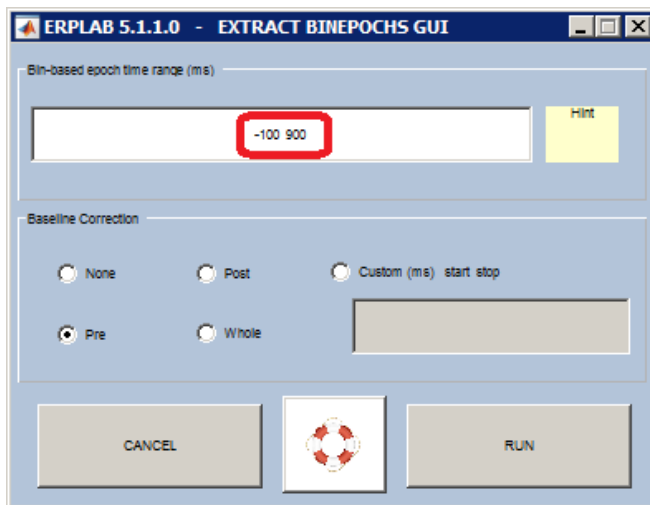 ERPLAB 5.1.1.0 - EXTRACT BINEPOCHS GUI
Bin-based epoch time range (ms)
-100 900
Hint
Baseline Correction
None
Post
Custom (ms) start stop
Pre
Whole
CANCEL
RUN